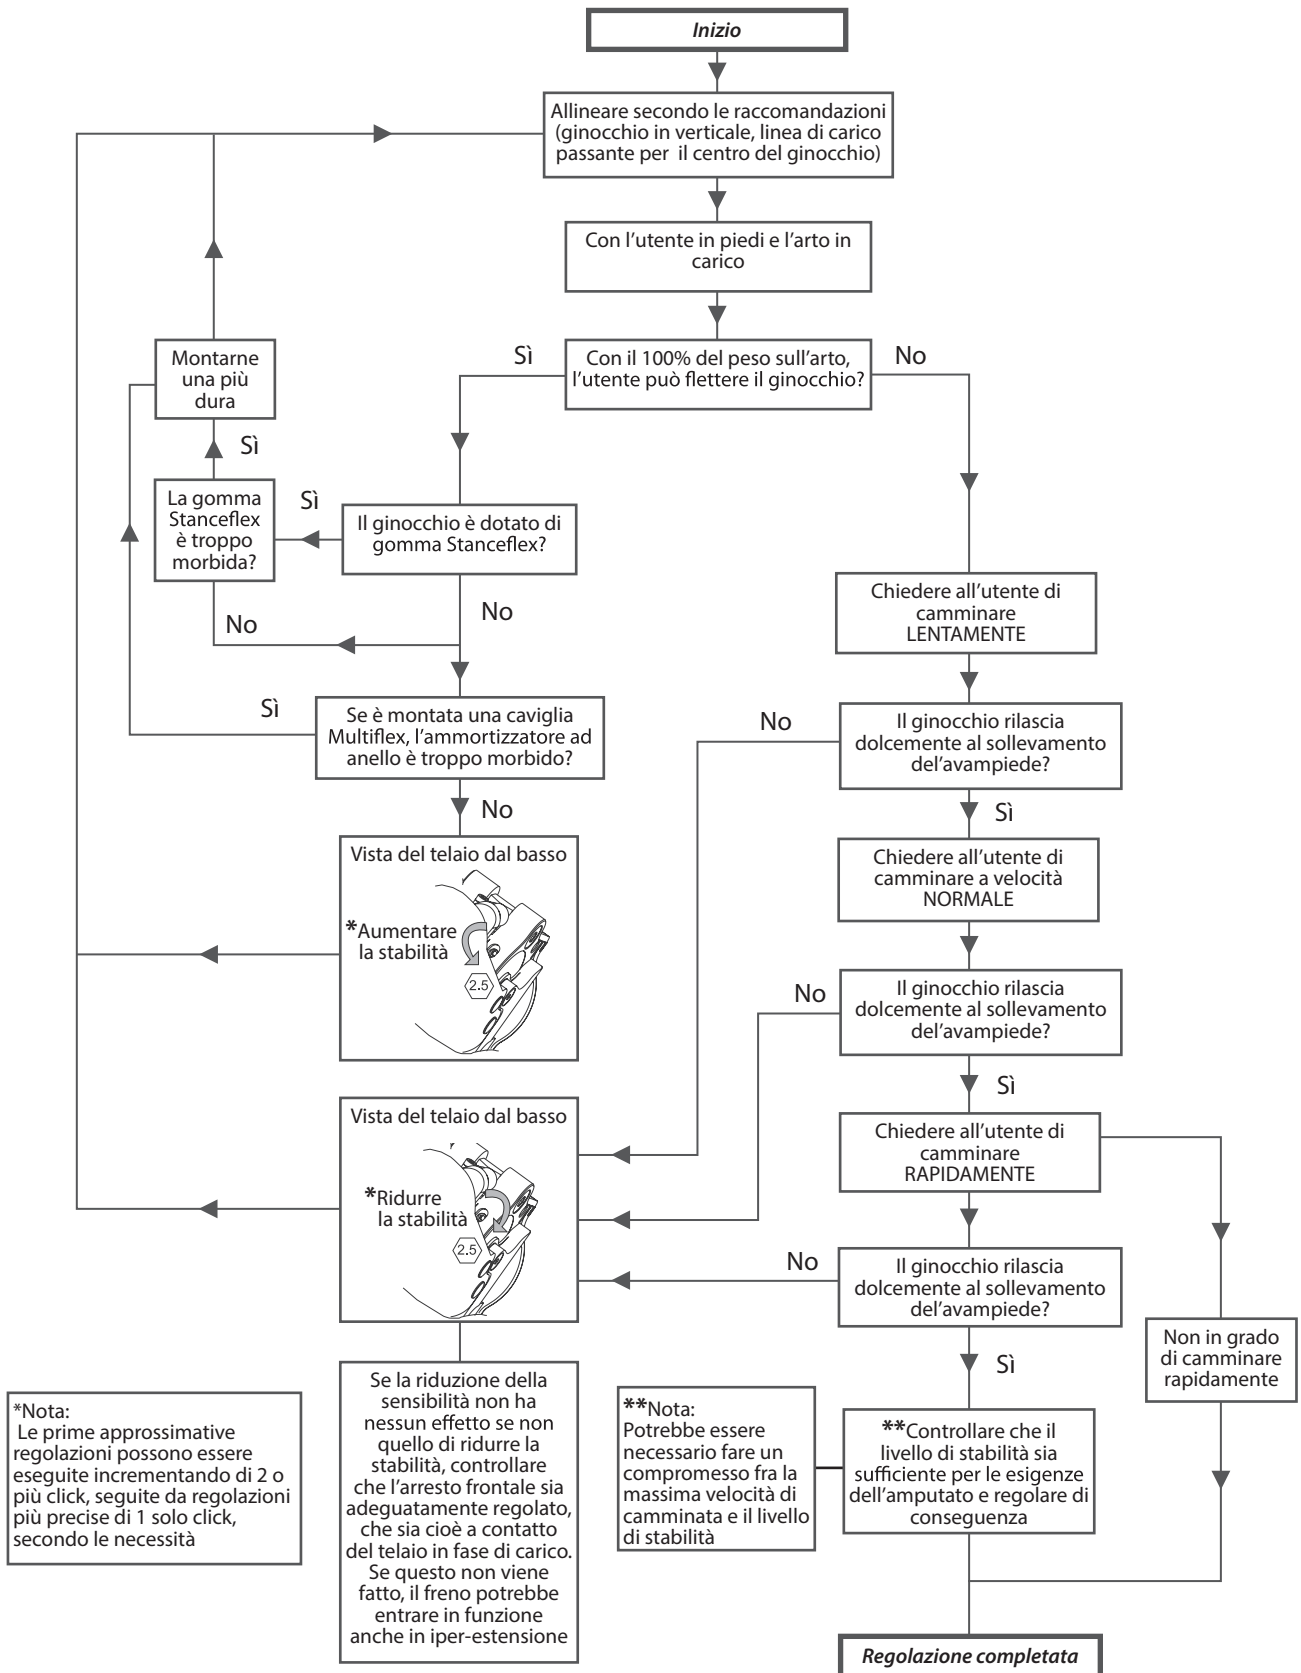 Inizio
Allineare secondo le raccomandazioni
(ginocchio in verticale, linea di carico
passante per il centro del ginocchio)
Con l'utente in piedi e l'arto in
carico
Con il 100% del peso sull'arto,
l'utente può flettere il ginocchio?
Sì
No
Montarne
una più
dura
Sì
La gomma
Stanceflex
è troppo
morbida?
Sì
Il ginocchio è dotato di
gomma Stanceflex?
No
No
Chiedere all'utente di
camminare
LENTAMENTE
Sì
Se è montata una caviglia
Multiflex, l'ammortizzatore ad
anello è troppo morbido?
No
No
Il ginocchio rilascia
dolcemente al sollevamento
del'avampiede?
Sì
Vista del telaio dal basso
*Aumentare
la stabilità
2.5
Chiedere all'utente di
camminare a velocità
NORMALE
No
Il ginocchio rilascia
dolcemente al sollevamento
del'avampiede?
Sì
Vista del telaio dal basso
*Ridurre
la stabilità
2.5
Chiedere all'utente di
camminare
RAPIDAMENTE
No
Il ginocchio rilascia
dolcemente al sollevamento
del'avampiede?
Sì
Non in grado
di camminare
rapidamente
*Nota:
Le prime approssimative
regolazioni possono essere
eseguite incrementando di 2 o
più click, seguite da regolazioni
più precise di 1 solo click,
secondo le necessità
Se la riduzione della
sensibilità non ha
nessun effetto se non
quello di ridurre la
stabilità, controllare
che l'arresto frontale sia
adeguatamente regolato,
che sia cioè a contatto
del telaio in fase di carico.
Se questo non viene
fatto, il freno potrebbe
entrare in funzione
anche in iper-estensione
**Nota:
Potrebbe essere
necessario fare un
compromesso fra la
massima velocità di
camminata e il livello
di stabilità
**Controllare che il
livello di stabilità sia
sufficiente per le esigenze
dell'amputato e regolare di
conseguenza
Regolazione completata